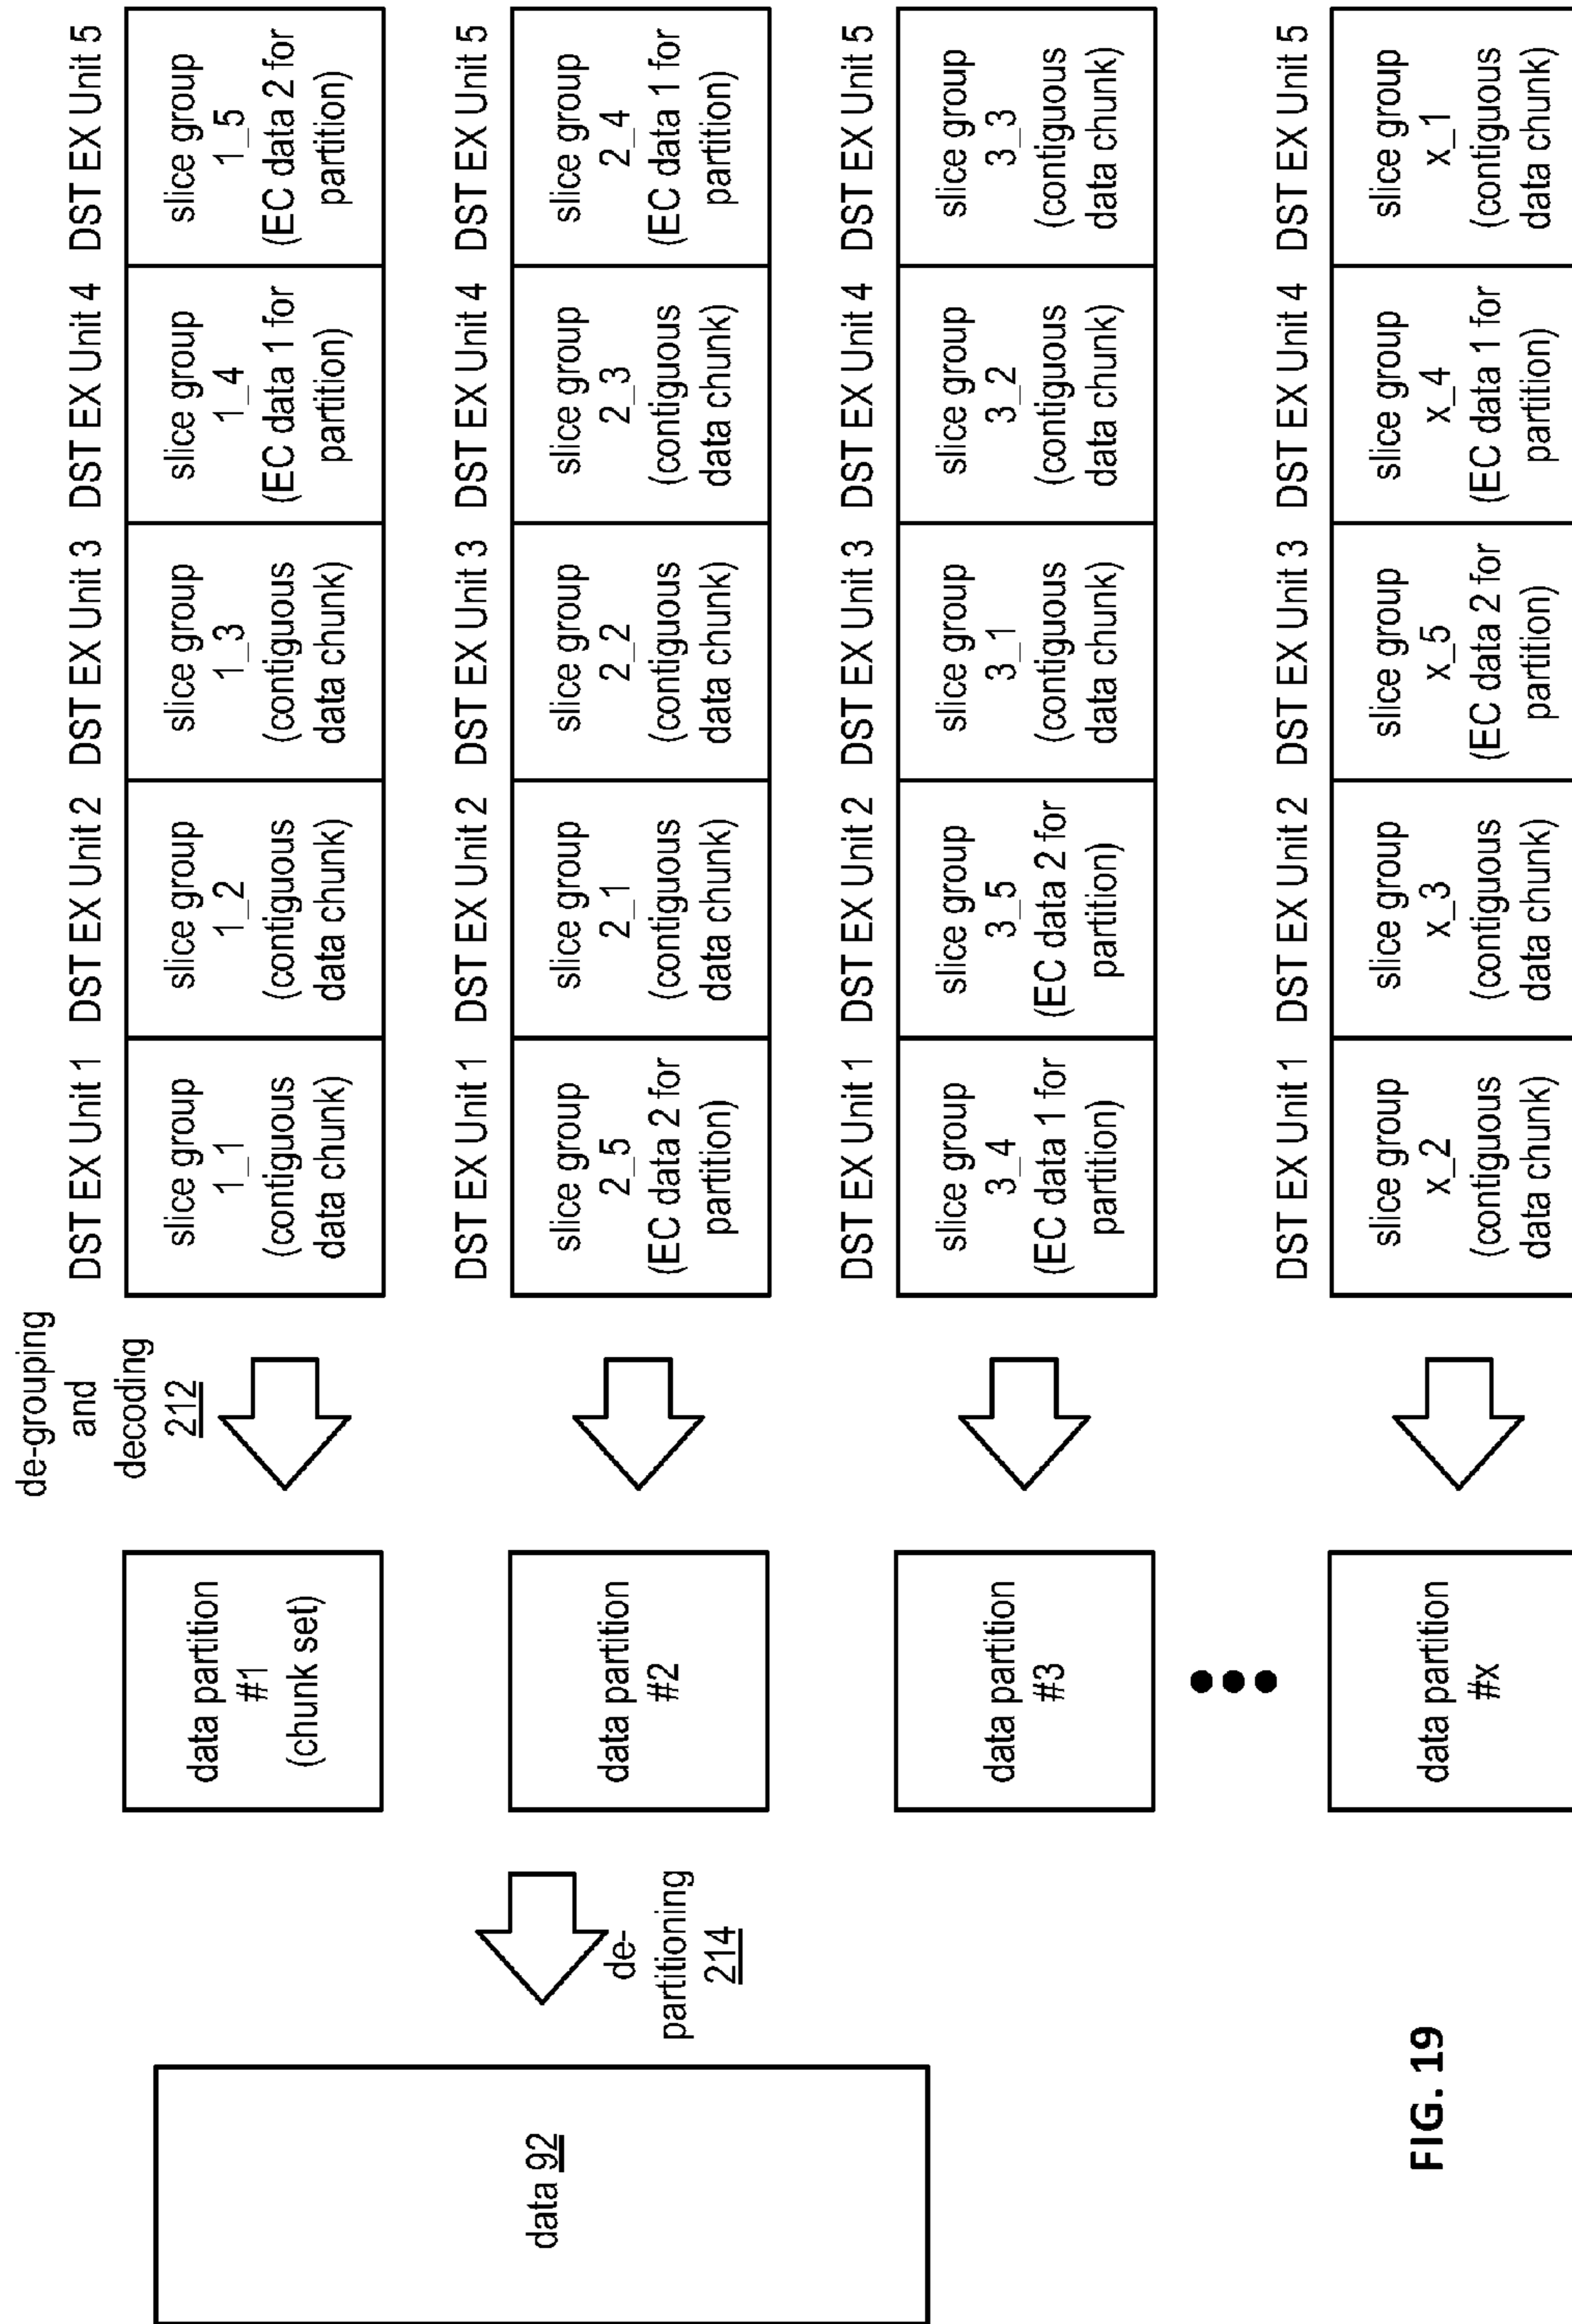 de-grouping
and
decoding
212
DST EX Unit 1 DST EX Unit 2 DST EX Unit 3 DST EX Unit 4 DST EX Unit 5
data partition
#1
(chunk set)
slice group
1_1
(contiguous
data chunk)
slice group
1_2
(contiguous
data chunk)
slice group
1_3
(contiguous
data chunk)
slice group
1_4
(EC data 1 for
partition)
slice group
1_5
(EC data 2 for
partition)
DST EX Unit 1 DST EX Unit 2 DST EX Unit 3 DST EX Unit 4 DST EX Unit 5
data 92
de-
partitioning
214
data partition
#2
slice group
2_5
(EC data 2 for
partition)
slice group
2_1
(contiguous
data chunk)
slice group
2_2
(contiguous
data chunk)
slice group
2_3
(contiguous
data chunk)
slice group
2_4
(EC data 1 for
partition)
DST EX Unit 1 DST EX Unit 2 DST EX Unit 3 DST EX Unit 4 DST EX Unit 5
data partition
#3
slice group
3_4
(EC data 1 for
partition)
slice group
3_5
(EC data 2 for
partition)
slice group
3_1
(contiguous
data chunk)
slice group
3_2
(contiguous
data chunk)
slice group
3_3
(contiguous
data chunk)
DST EX Unit 1 DST EX Unit 2 DST EX Unit 3 DST EX Unit 4 DST EX Unit 5
data partition
#x
slice group
x_2
(contiguous
data chunk)
slice group
x_3
(contiguous
data chunk)
slice group
x_5
(EC data 2 for
partition)
slice group
x_4
(EC data 1 for
partition)
slice group
x_1
(contiguous
data chunk)
FIG. 19